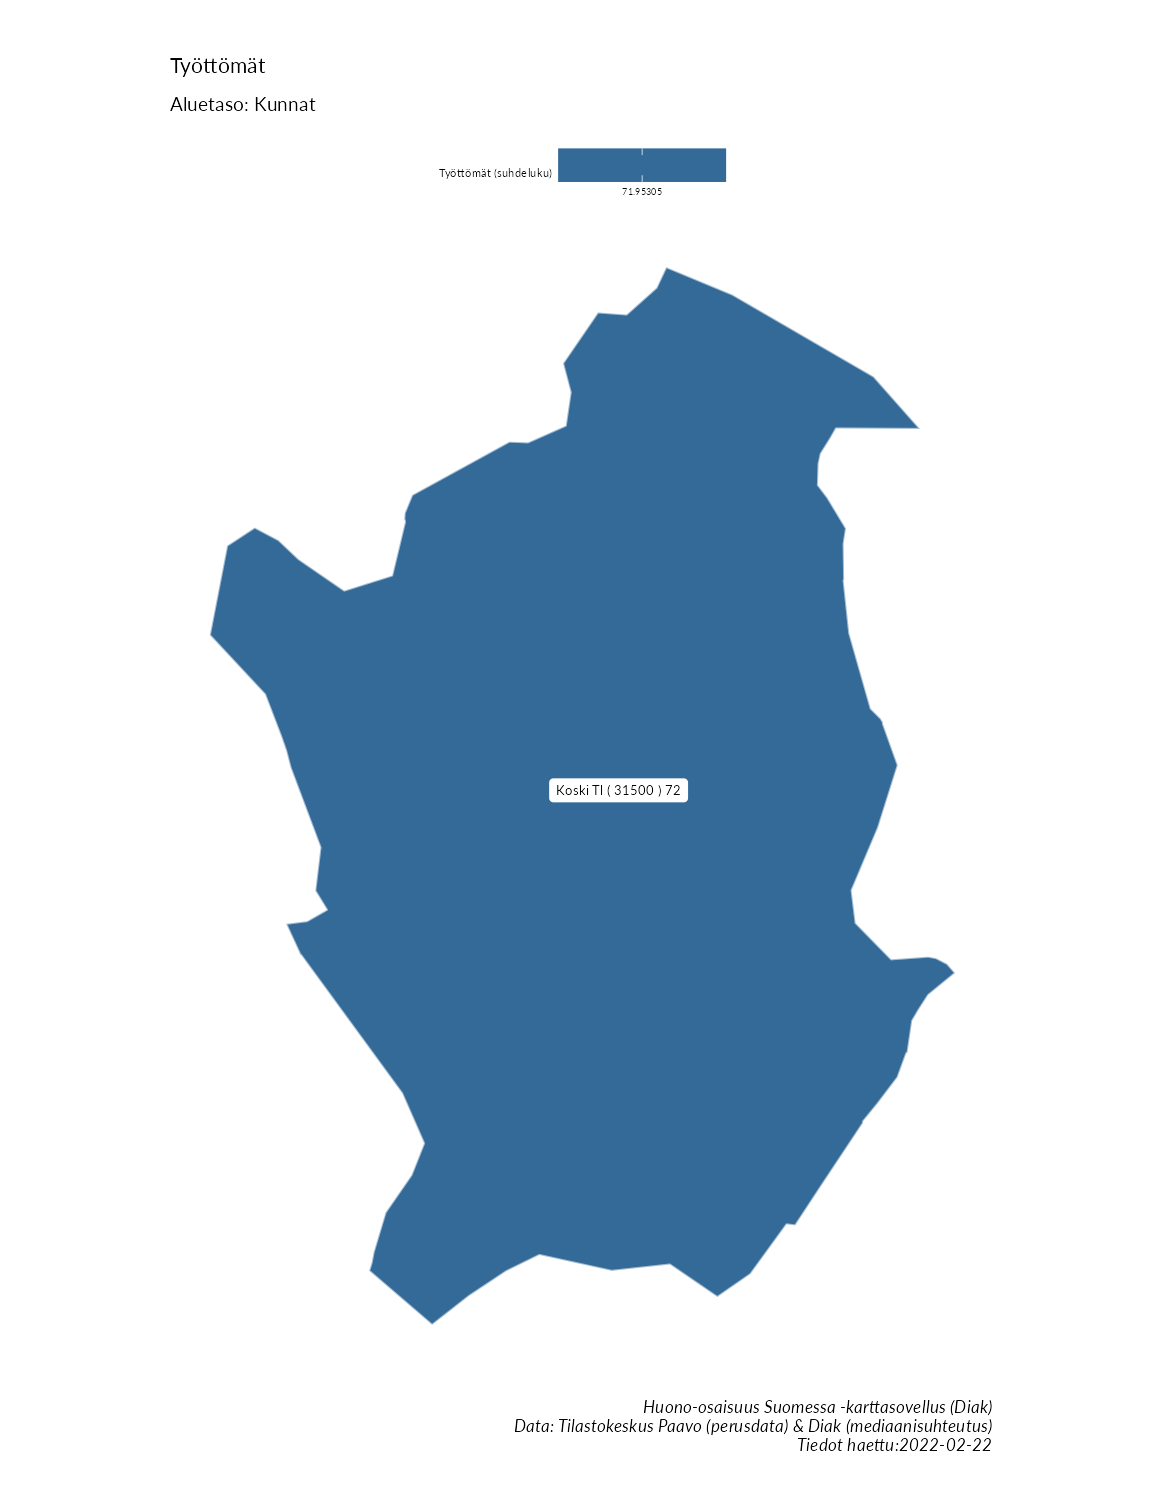 Työttömät
Aluetaso: Kunnat
Työttömät (suhdeluku)
71.95305
Koski Tl ( 31500 ) 72
Huono-osaisuus Suomessa -karttasovellus (Diak)
Data: Tilastokeskus Paavo (perusdata) & Diak (mediaanisuhteutus)
Tiedot haettu:2022-02-22